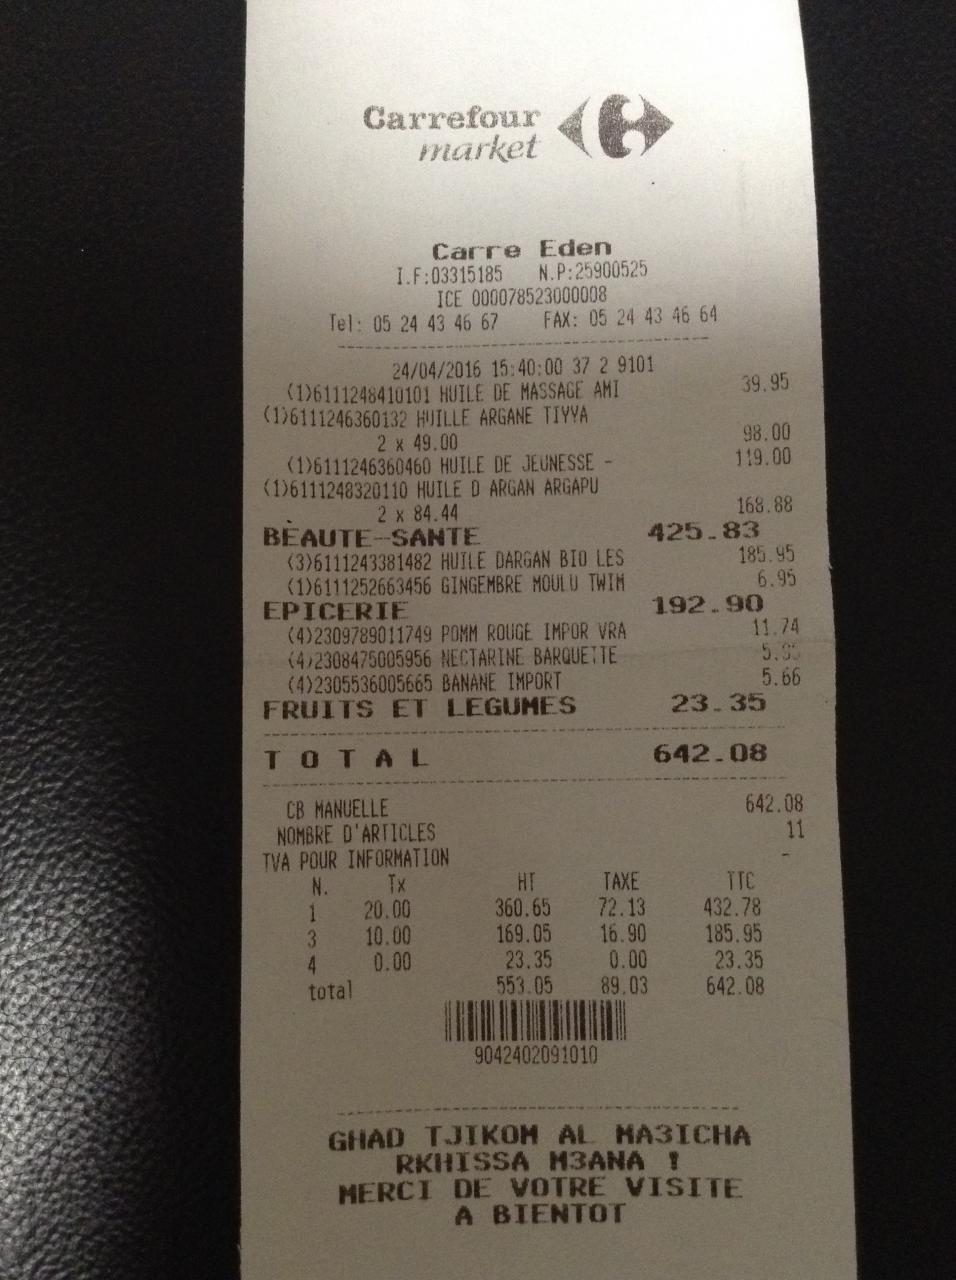 Carrefour
market
Carre Eden
I.F:03315185 N.P:25900525
ICE 000078523000008
Tel: 05 24 43 46 67 FAX: 05 24 43 46 64
24/04/2016 15:40:00 37 2 9101
(1)6111248410101 HUILE DE MASSAGE AMI 39.95
(1)6111246360132 HUILLE ARGANE TIYYA
2 x 49.00 98.00
(1)6111246360460 HUILE DE JEUNESSE - 119.00
(1)6111248320110 HUILE D ARGAN ARGAPU
2 x 84.44 168.88
BEAUTE-SANTE 425.83
(3)6111243381482 HUILE DARGAN BIO LES 185.95
(1)6111252663456 GINGEMBRE MOULU TWIM 6.95
EPICERIE 192.90
(4)2309789011749 POMM ROUGE IMPOR VRA 11.74
(4)2308475005956 NECTARINE BARQUETTE 5.95
(4)2305536005665 BANANE IMPORT 5.66
FRUITS ET LEGUMES 23.35
TOTAL 642.08
CB MANUELLE 642.08
NOMBRE D'ARTICLES 11
TVA POUR INFORMATION -
N. Tx HT TAXE TTC
1 20.00 360.65 72.13 432.78
3 10.00 169.05 16.90 185.95
4 0.00 23.35 0.00 23.35
total 553.05 89.03 642.08
9042402091010
GHAD TJIKOM AL MA3ICHA
RKHISSA M3ANA !
MERCI DE VOTRE VISITE
A BIENTOT